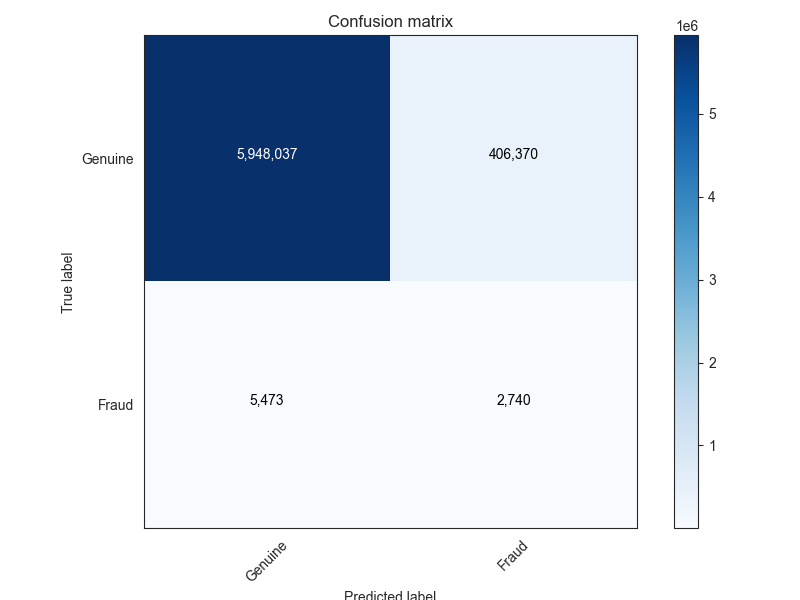 Confusion matrix
1e6
Genuine
5,948,037
406,370
Fraud
5,473
2,740
True label
Genuine
Fraud
Predicted label
5
4
3
2
1